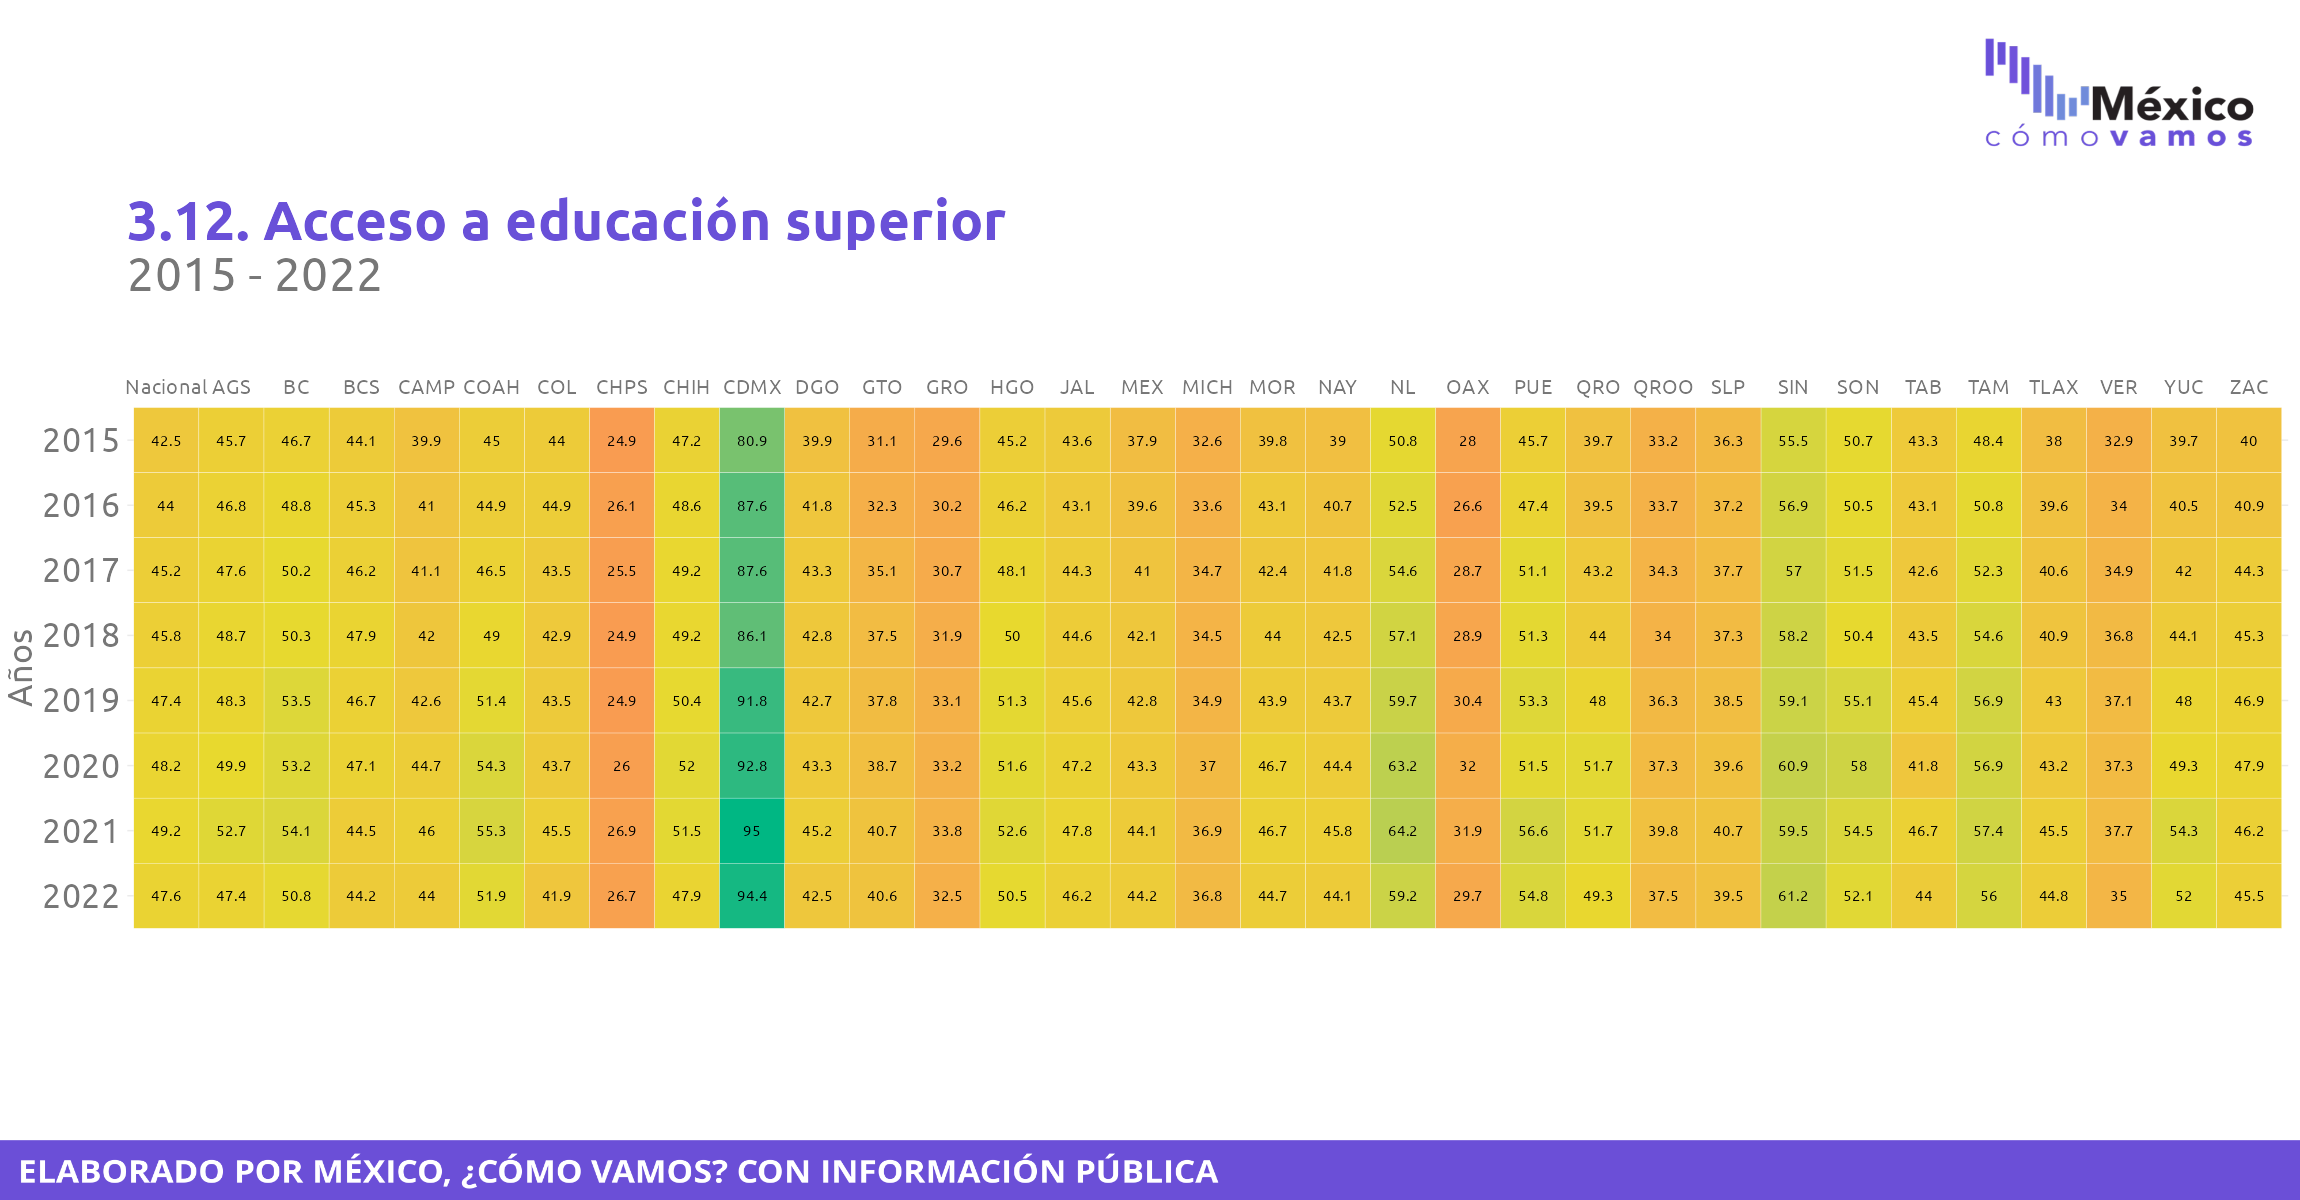 México
cómovamos
3.12. Acceso a educación superior
2015 - 2022
Nacional AGS BC BCS CAMP COAH COL CHPS CHIH CDMX DGO GTO GRO HGO JAL MEX MICH MOR NAY NL OAX PUE QRO QROO SLP SIN SON TAB TAM TLAX VER YUC ZAC
Años
2015 42.5 45.7 46.7 44.1 39.9 45 44 24.9 47.2 80.9 39.9 31.1 29.6 45.2 43.6 37.9 32.6 39.8 39 50.8 28 45.7 39.7 33.2 36.3 55.5 50.7 43.3 48.4 38 32.9 39.7 40
2016 44 46.8 48.8 45.3 41 44.9 44.9 26.1 48.6 87.6 41.8 32.3 30.2 46.2 43.1 39.6 33.6 43.1 40.7 52.5 26.6 47.4 39.5 33.7 37.2 56.9 50.5 43.1 50.8 39.6 34 40.5 40.9
2017 45.2 47.6 50.2 46.2 41.1 46.5 43.5 25.5 49.2 87.6 43.3 35.1 30.7 48.1 44.3 41 34.7 42.4 41.8 54.6 28.7 51.1 43.2 34.3 37.7 57 51.5 42.6 52.3 40.6 34.9 42 44.3
2018 45.8 48.7 50.3 47.9 42 49 42.9 24.9 49.2 86.1 42.8 37.5 31.9 50 44.6 42.1 34.5 44 42.5 57.1 28.9 51.3 44 34 37.3 58.2 50.4 43.5 54.6 40.9 36.8 44.1 45.3
2019 47.4 48.3 53.5 46.7 42.6 51.4 43.5 24.9 50.4 91.8 42.7 37.8 33.1 51.3 45.6 42.8 34.9 43.9 43.7 59.7 30.4 53.3 48 36.3 38.5 59.1 55.1 45.4 56.9 43 37.1 48 46.9
2020 48.2 49.9 53.2 47.1 44.7 54.3 43.7 26 52 92.8 43.3 38.7 33.2 51.6 47.2 43.3 37 46.7 44.4 63.2 32 51.5 51.7 37.3 39.6 60.9 58 41.8 56.9 43.2 37.3 49.3 47.9
2021 49.2 52.7 54.1 44.5 46 55.3 45.5 26.9 51.5 95 45.2 40.7 33.8 52.6 47.8 44.1 36.9 46.7 45.8 64.2 31.9 56.6 51.7 39.8 40.7 59.5 54.5 46.7 57.4 45.5 37.7 54.3 46.2
2022 47.6 47.4 50.8 44.2 44 51.9 41.9 26.7 47.9 94.4 42.5 40.6 32.5 50.5 46.2 44.2 36.8 44.7 44.1 59.2 29.7 54.8 49.3 37.5 39.5 61.2 52.1 44 56 44.8 35 52 45.5
ELABORADO POR MÉXICO, ¿CÓMO VAMOS? CON INFORMACIÓN PÚBLICA